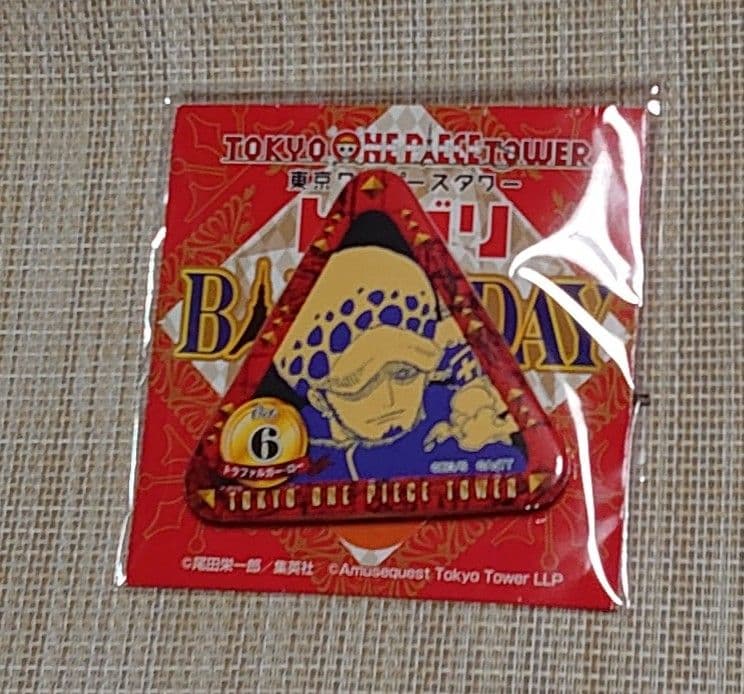 TOKYO ONE PIECE TOWER
東京ワンピースタワー
DAY
6
トラファルガー・ロー
TOKYO ONE PIECE TOWER
©尾田栄一郎／集英社 ©Amusequest Tokyo Tower LLP